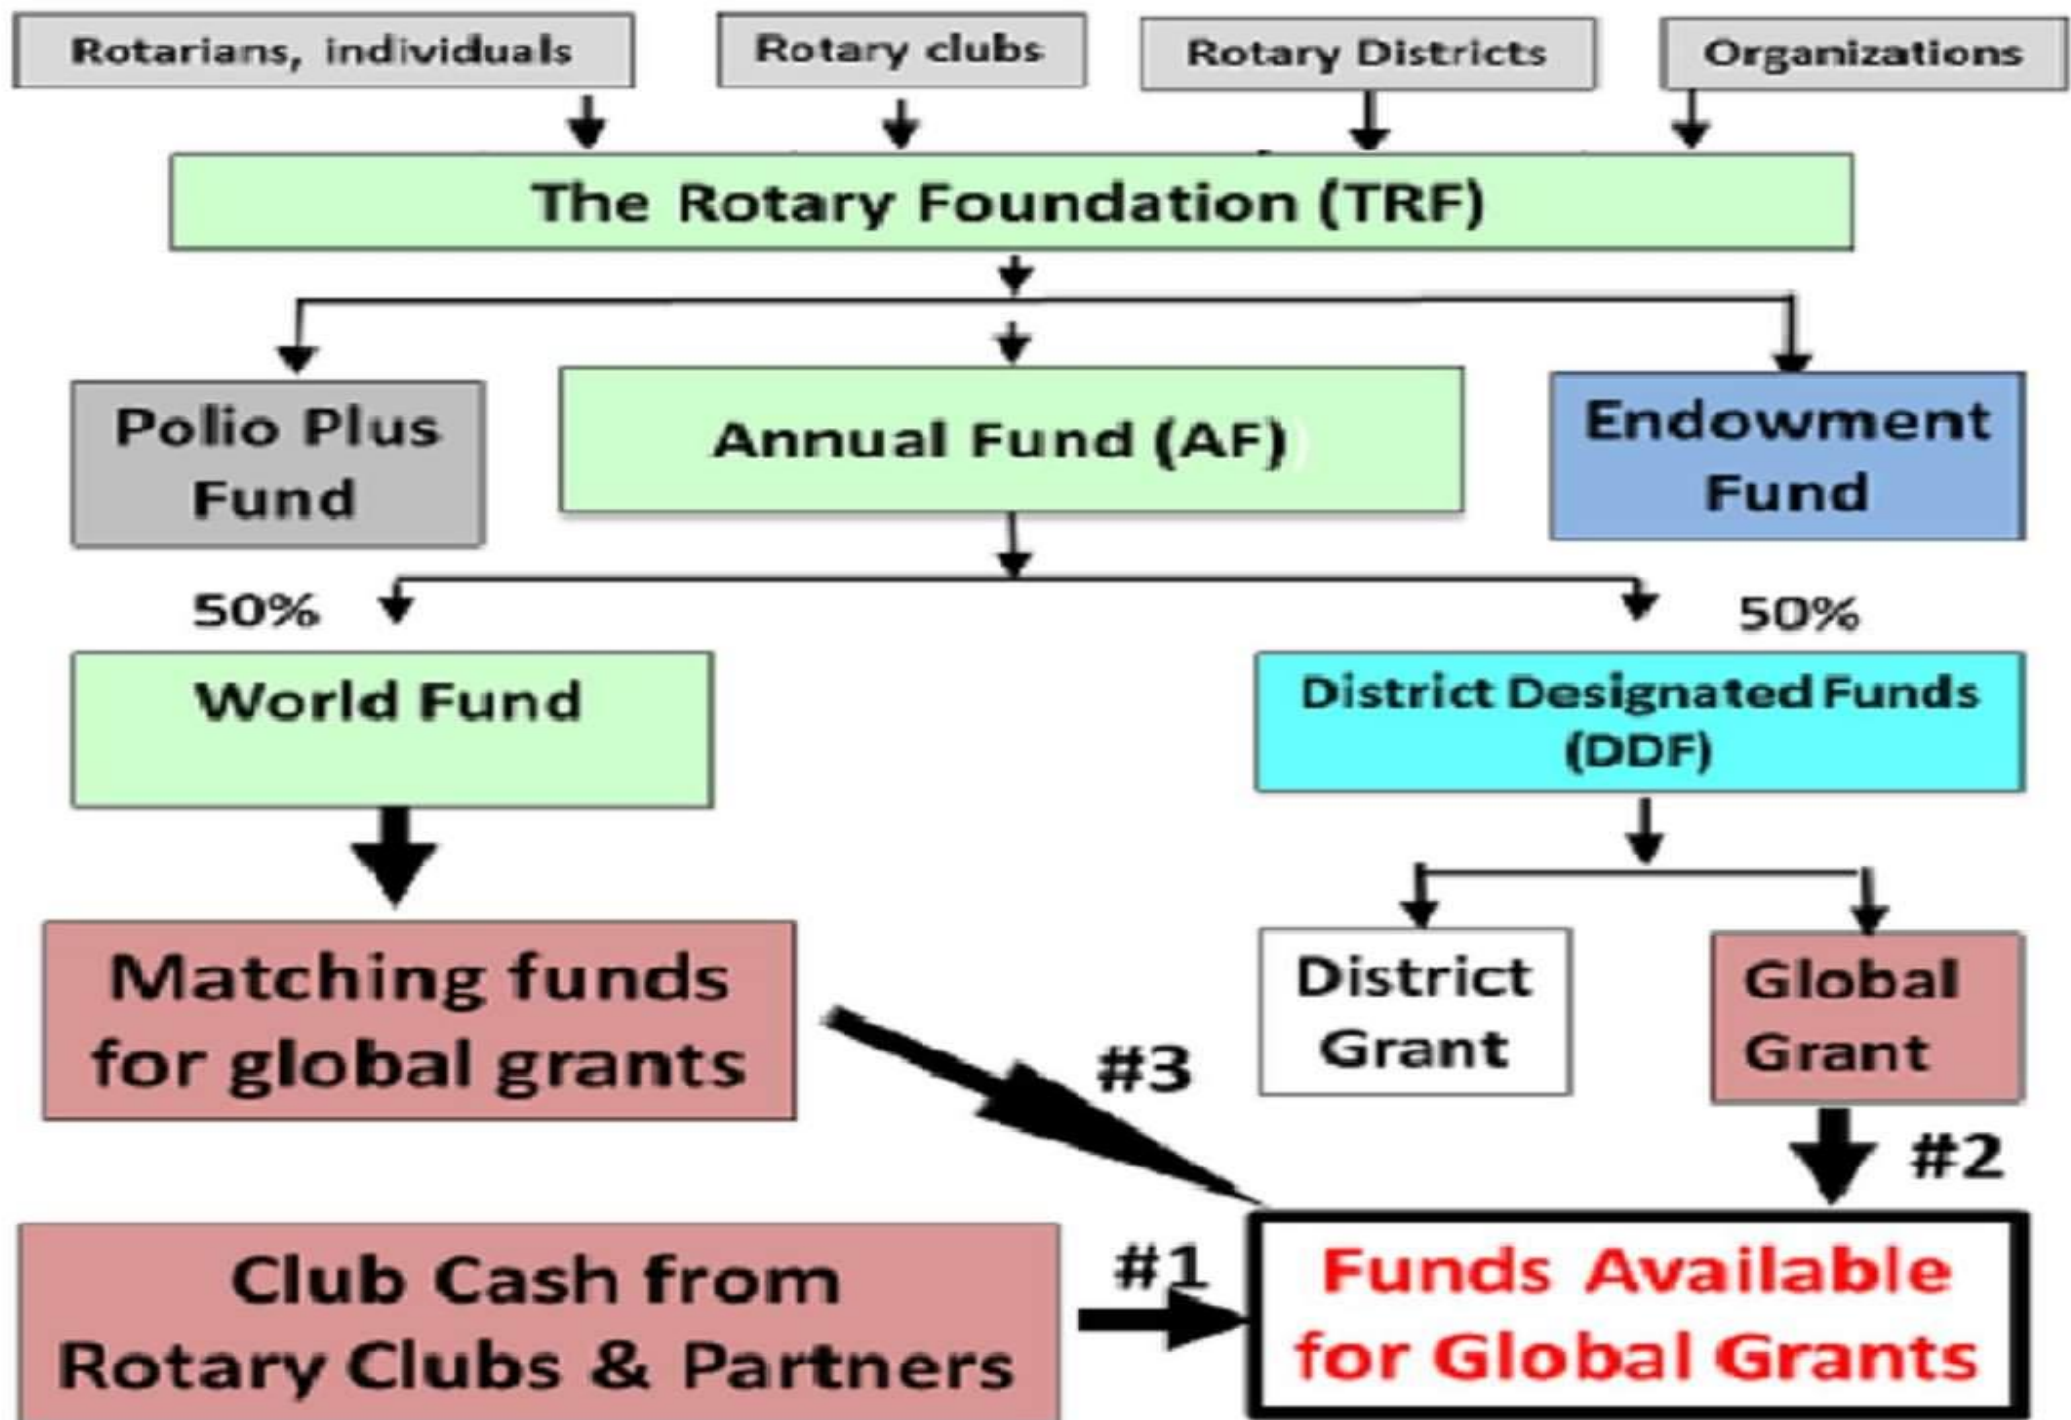 Rotarians, individuals
Rotary clubs
Rotary Districts
Organizations
The Rotary Foundation (TRF)
Polio Plus
Fund
Annual Fund (AF))
Endowment
Fund
50%
50%
World Fund
District Designated Funds
(DDF)
Matching funds
for global grants
District
Grant
Global
Grant
#3
#2
Club Cash from
Rotary Clubs & Partners
#1
Funds Available
for Global Grants